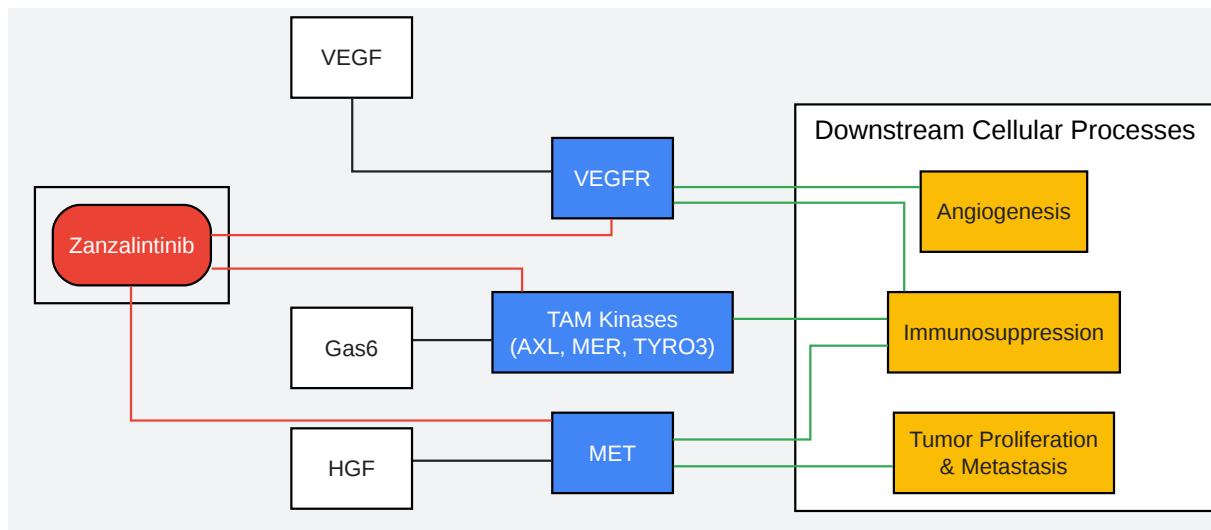 VEGF
Downstream Cellular Processes
VEGFR
Angiogenesis
Zanzalintinib
TAM Kinases
(AXL, MER, TYRO3)
Immunosuppression
Gas6
MET
Tumor Proliferation
& Metastasis
HGF